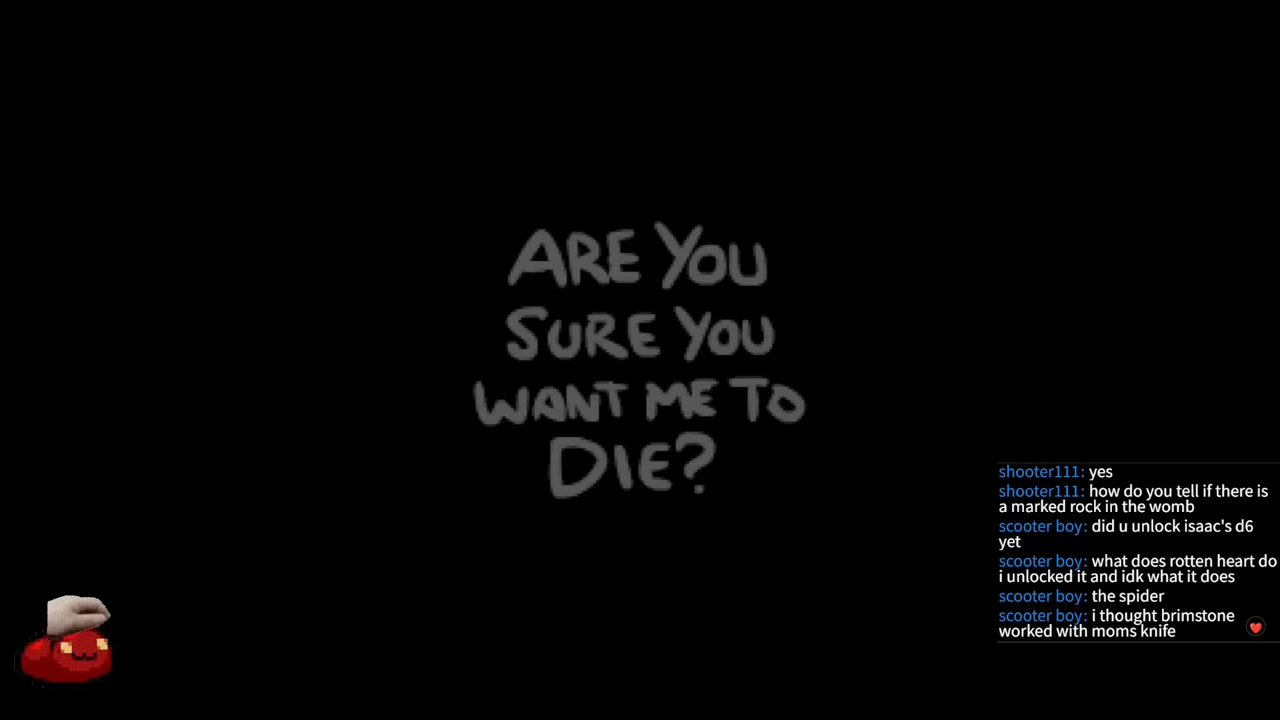 ARE YOU
SURE YOU
WANT ME TO
DIE?
shooter111: yes
shooter111: how do you tell if there is
a marked rock in the womb
scooter boy: did u unlock isaac's d6
yet
scooter boy: what does rotten heart do
i unlocked it and idk what it does
scooter boy: the spider
scooter boy: i thought brimstone
worked with moms knife